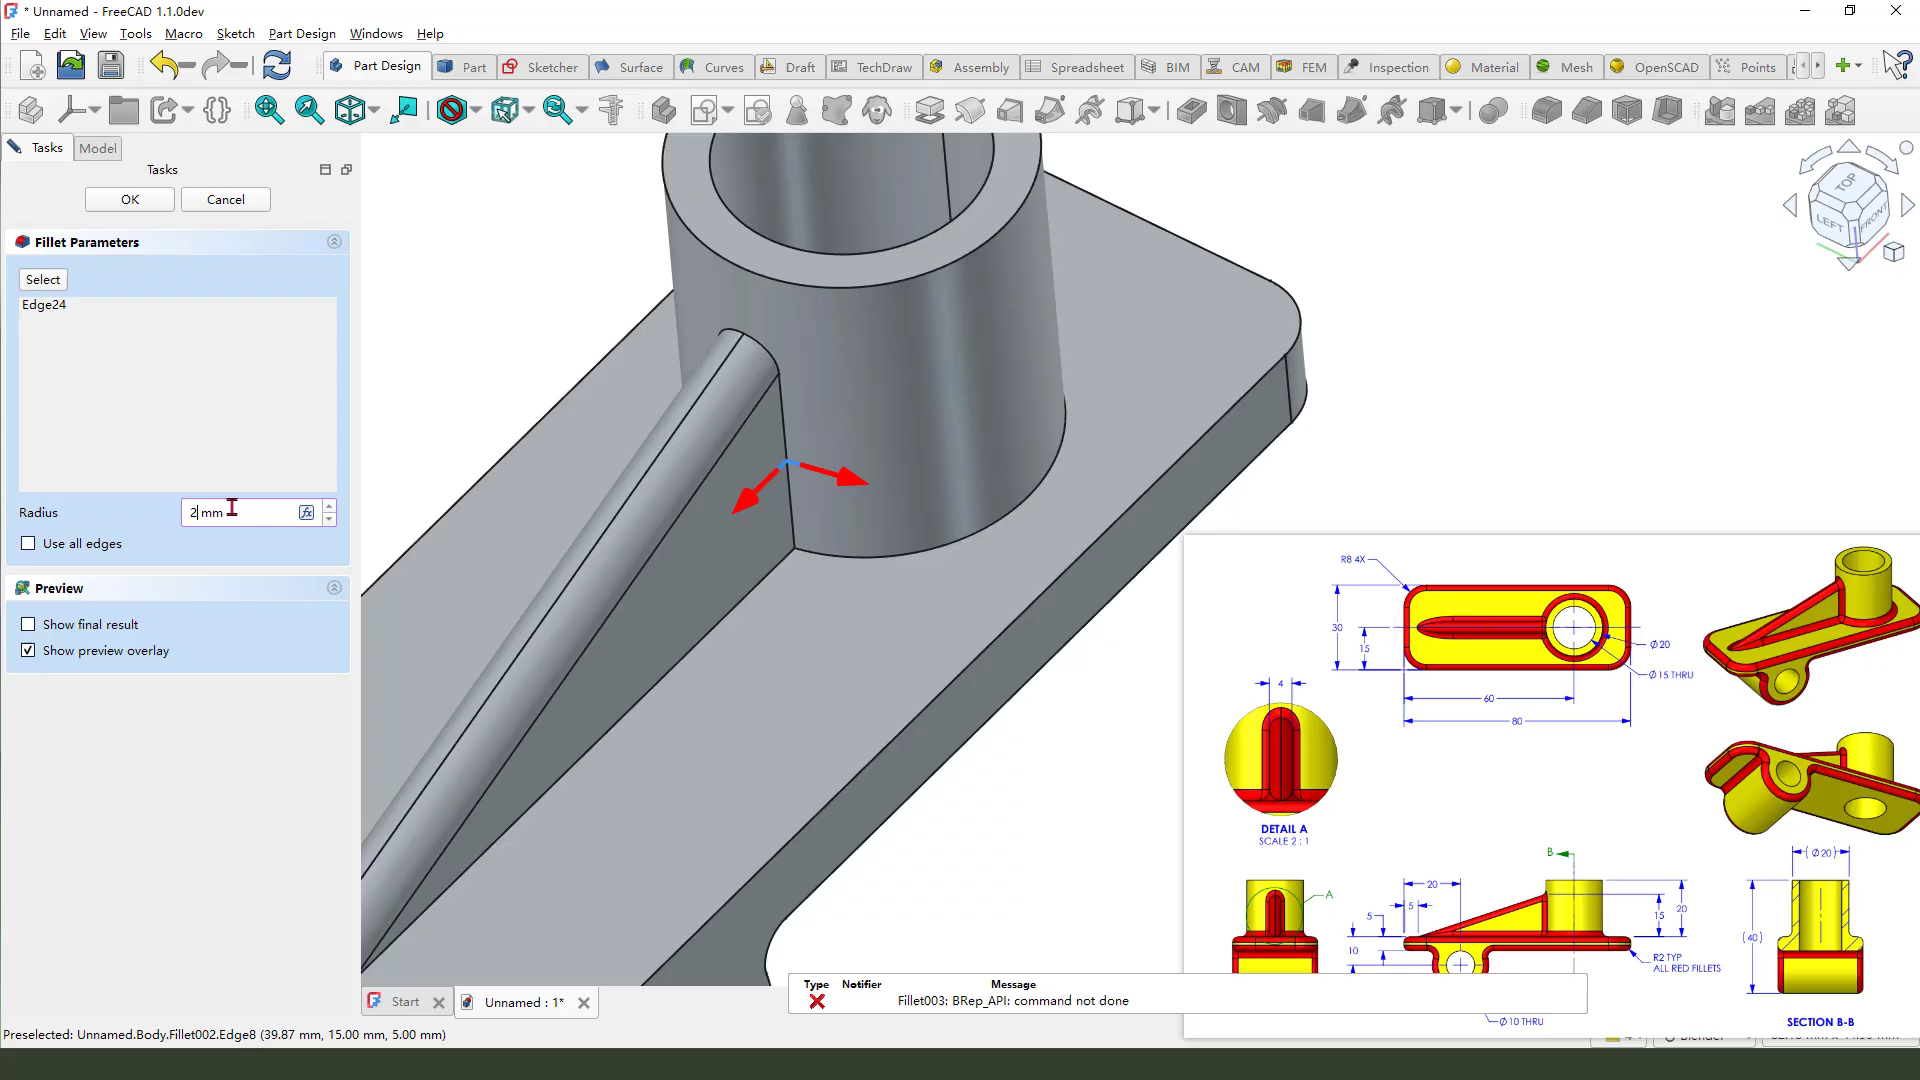 * Unnamed - FreeCAD 1.1.0dev
File Edit View Tools Macro Sketch Part Design Windows Help
Part Design Part Sketcher Surface Curves Draft TechDraw Assembly Spreadsheet BIM CAM FEM Inspection Material Mesh OpenSCAD Points
Tasks Model
Tasks
OK Cancel
Fillet Parameters
Select
Edge24
Radius 2 mm
Use all edges
Preview
Show final result
Show preview overlay
TOP
LEFT FRONT
R8 4X
30
15
Ø20
Ø15 THRU
60
80
4
DETAIL A
SCALE 2 : 1
A
B
20
5
5
10
15
20
R2 TYP
ALL RED FILLETS
(Ø20)
(40)
SECTION B-B
Ø10 THRU
Start Unnamed : 1*
Type Notifier Message
Fillet003: BRep_API: command not done
Preselected: Unnamed.Body.Fillet002.Edge8 (39.87 mm, 15.00 mm, 5.00 mm)